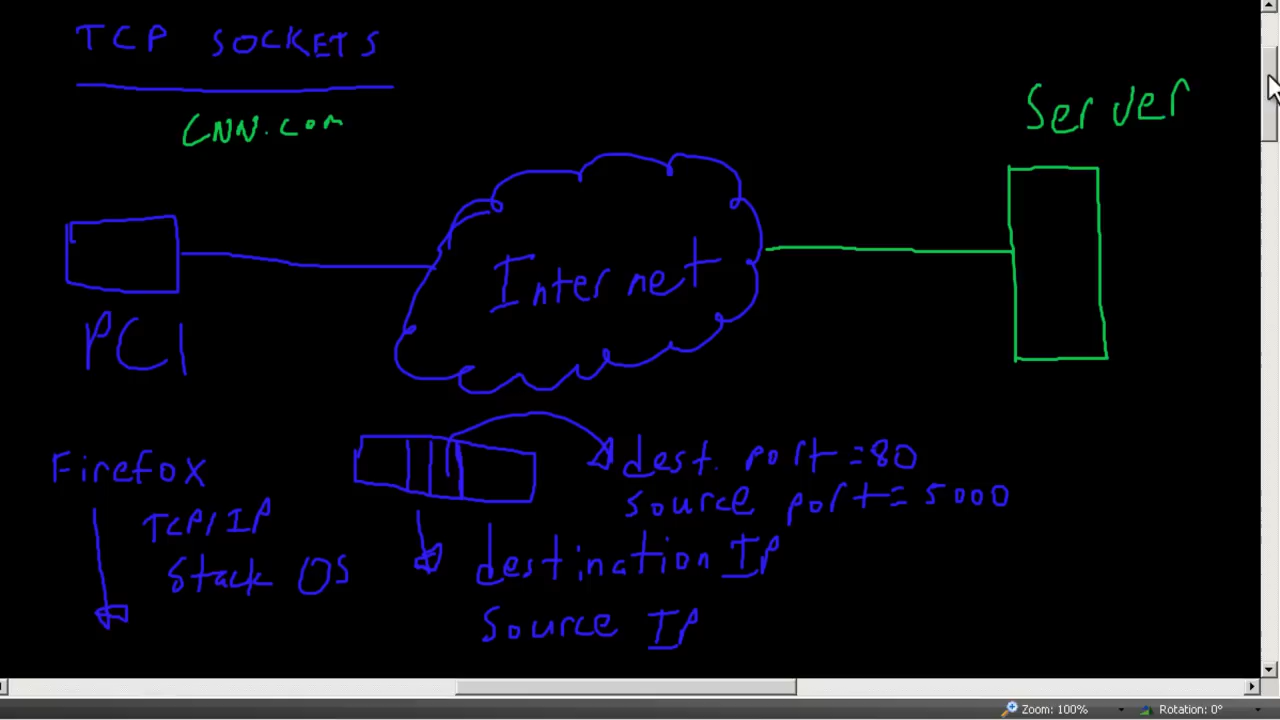 TCP SOCKETS
CNN.com
Server
Internet
PC1
Firefox
TCP/IP
Stack OS
dest. port=80
source port=5000
destination IP
Source IP
Zoom: 100%
Rotation: 0°